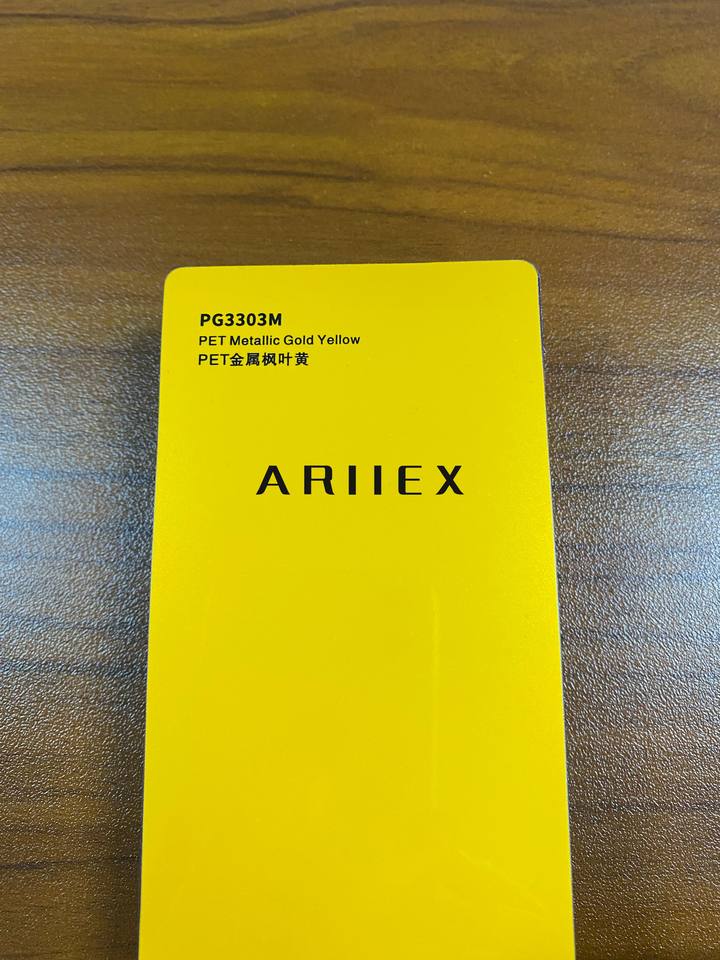 PG3303M
PET Metallic Gold Yellow
PET金属枫叶黄
ARIIEX